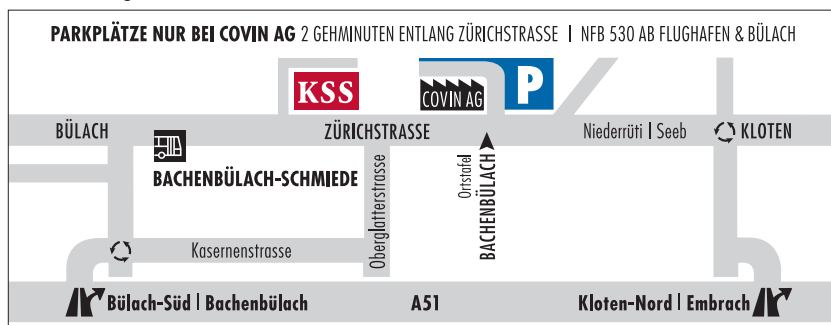 PARKPLÄTZE NUR BEI COVIN AG 2 GEHMINUTEN ENTLANG ZÜRICHSTRASSE | NFB 530 AB FLUGHAFEN & BÜLACH
KSS
COVIN AG
P
BÜLACH
ZÜRICHSTRASSE
Niederrüti | Seeb
KLOTEN
BACHENBÜLACH-SCHMIEDE
Oberglatterstrasse
Ortstafel
BACHENBÜLACH
Kasernenstrasse
Bülach-Süd | Bachenbülach
A51
Kloten-Nord | Embrach